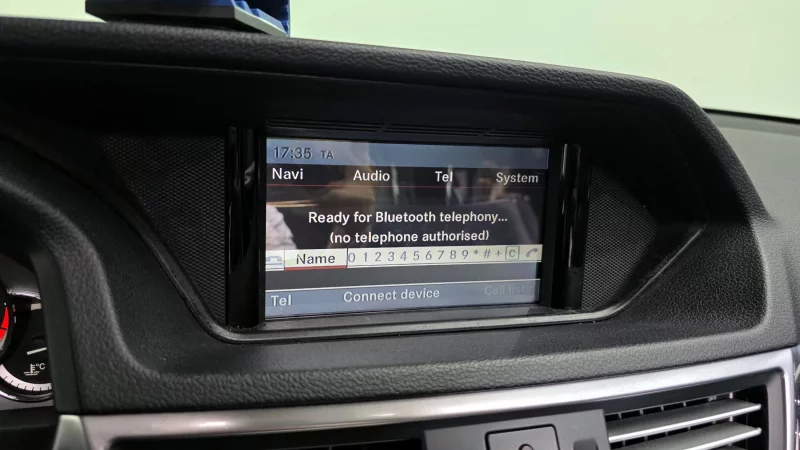 17:35 TA
Navi Audio Tel System
Ready for Bluetooth telephony...
(no telephone authorised)
Name 0 1 2 3 4 5 6 7 8 9 * # + C
Tel Connect device Call list
°C